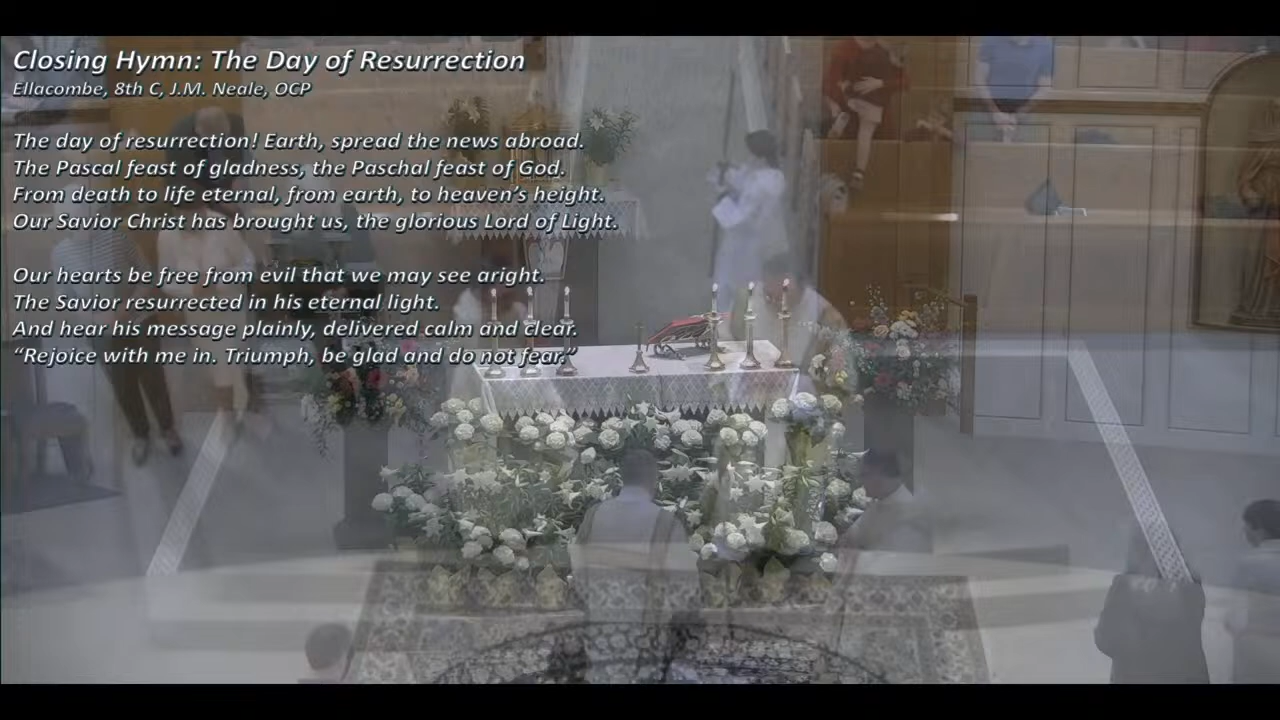 Closing Hymn: The Day of Resurrection
Ellacombe, 8th C, J.M. Neale, OCP
The day of resurrection! Earth, spread the news abroad.
The Pascal feast of gladness, the Paschal feast of God.
From death to life eternal, from earth, to heaven's height.
Our Savior Christ has brought us, the glorious Lord of Light.
Our hearts be free from evil that we may see aright.
The Savior resurrected in his eternal light.
And hear his message plainly, delivered calm and clear.
“Rejoice with me in. Triumph, be glad and do not fear.”